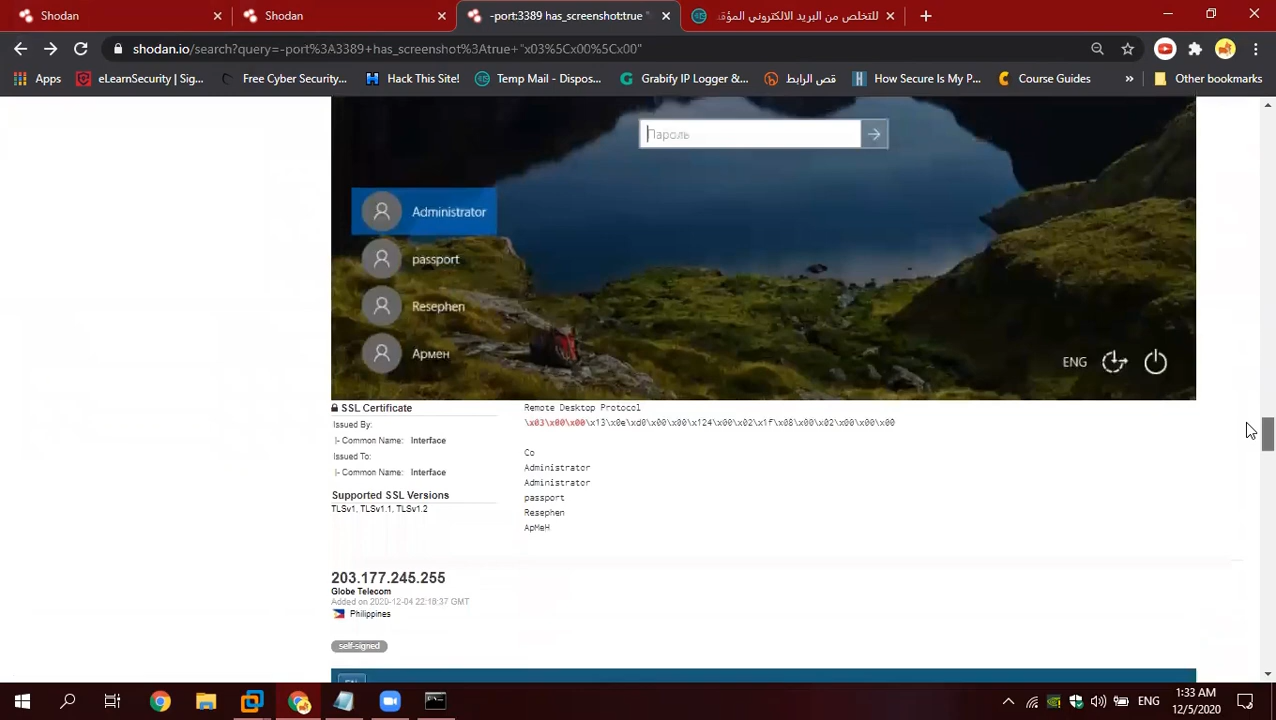 Shodan
Shodan
-port:3389 has_screenshot:true "
للتخلص من البريد الالكتروني المؤقت
shodan.io/search?query=-port%3A3389+has_screenshot%3Atrue+"x03%5Cx00%5Cx00"
Apps
eLearnSecurity | Sig...
Free Cyber Security...
Hack This Site!
Temp Mail - Dispos...
Grabify IP Logger &...
قص الرابط
How Secure Is My P...
Course Guides
»
Other bookmarks
Пароль
Administrator
passport
Resephen
Армен
ENG
SSL Certificate
Issued By:
|- Common Name: Interface
Issued To:
|- Common Name: Interface
Supported SSL Versions
TLSv1, TLSv1.1, TLSv1.2
Remote Desktop Protocol
\x03\x00\x00\x13\x0e\xd0\x00\x00\x124\x00\x02\x1f\x08\x00\x02\x00\x00\x00
Co
Administrator
Administrator
passport
Resephen
ApMeH
203.177.245.255
Globe Telecom
Added on 2020-12-04 22:18:37 GMT
Philippines
self-signed
EN
ENG
1:33 AM
12/5/2020